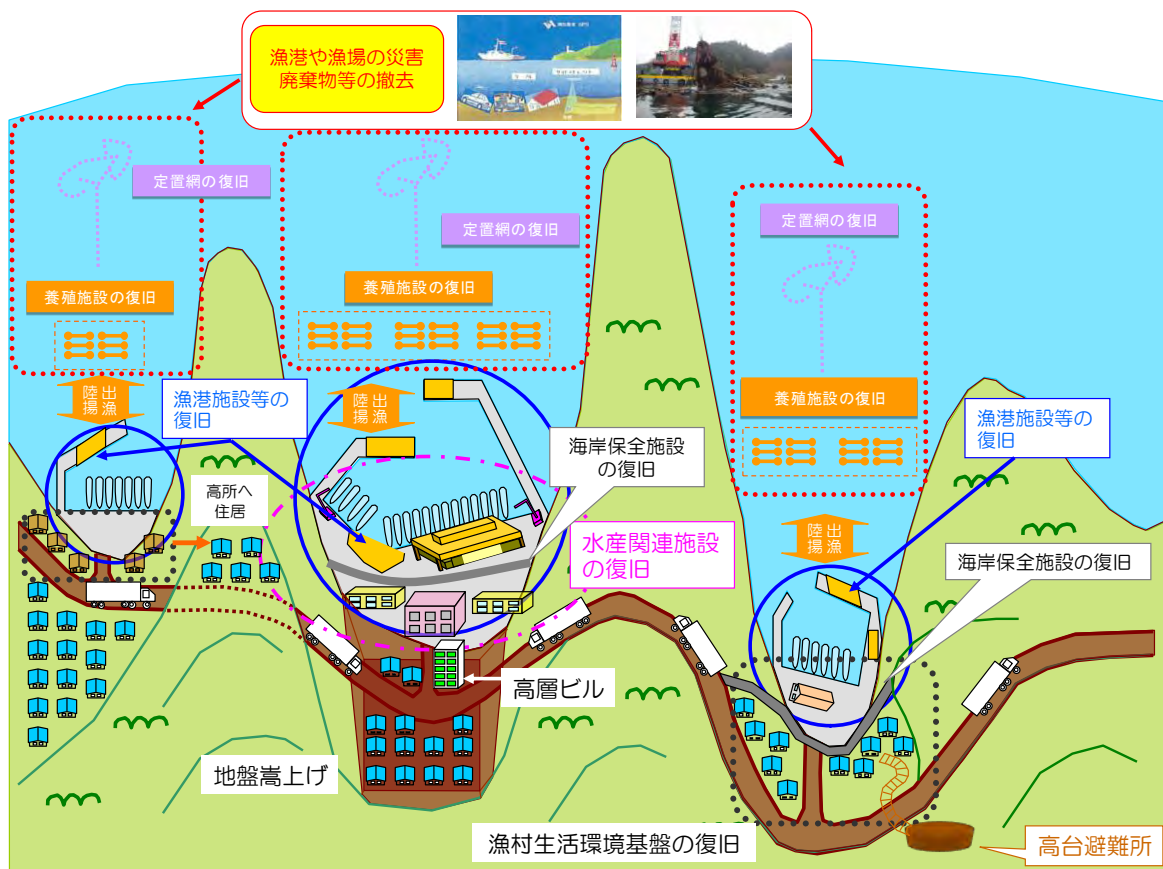 漁港や漁場の災害
廃棄物等の撤去
定置網の復旧
定置網の復旧
定置網の復旧
養殖施設の復旧
養殖施設の復旧
養殖施設の復旧
陸揚
出漁
陸揚
出漁
陸揚
出漁
漁港施設等の
復旧
漁港施設等の
復旧
海岸保全施設
の復旧
高所へ
住居
水産関連施設
の復旧
海岸保全施設の復旧
高層ビル
地盤嵩上げ
漁村生活環境基盤の復旧
高台避難所